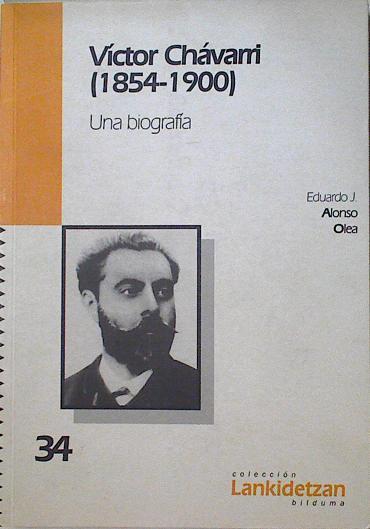 Víctor Chávarri
(1854-1900)
Una biografía
Eduardo J.
Alonso
Olea
34
colección
Lankidetzan
bilduma